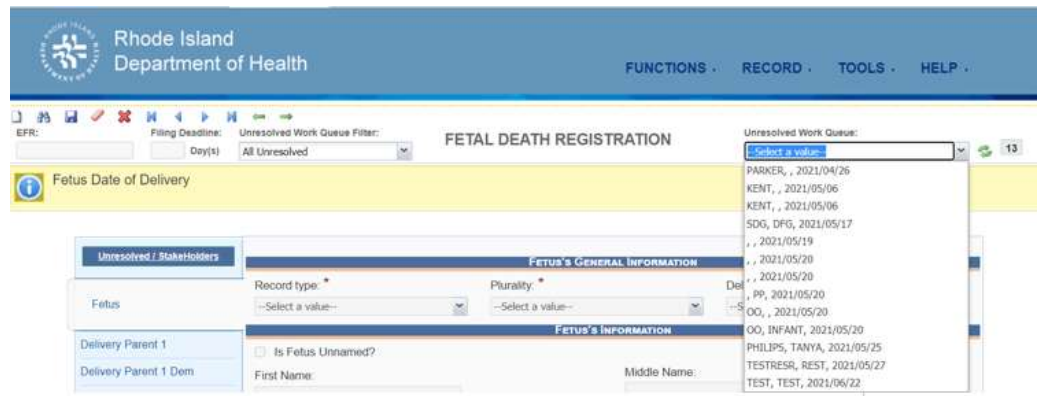 Rhode Island
Department of Health
FUNCTIONS
RECORD
TOOLS
HELP
EFR:
Filing Deadline:
Day(s)
Unresolved Work Queue Filter:
All Unresolved
FETAL DEATH REGISTRATION
Unresolved Work Queue:
--Select a value--
13
PARKER, , 2021/04/26
KENT, , 2021/05/06
KENT, , 2021/05/06
SDG, DFG, 2021/05/17
, , 2021/05/19
, , 2021/05/20
, , 2021/05/20
, PP, 2021/05/20
OO, , 2021/05/20
OO, INFANT, 2021/05/20
PHILIPS, TANYA, 2021/05/25
TESTRESR, REST, 2021/05/27
TEST, TEST, 2021/06/22
Fetus Date of Delivery
Unresolved / StakeHolders
Fetus
Delivery Parent 1
Delivery Parent 1 Dem
FETUS'S GENERAL INFORMATION
Record type: *
--Select a value--
Plurality: *
--Select a value--
Del
--S
FETUS'S INFORMATION
Is Fetus Unnamed?
First Name:
Middle Name: